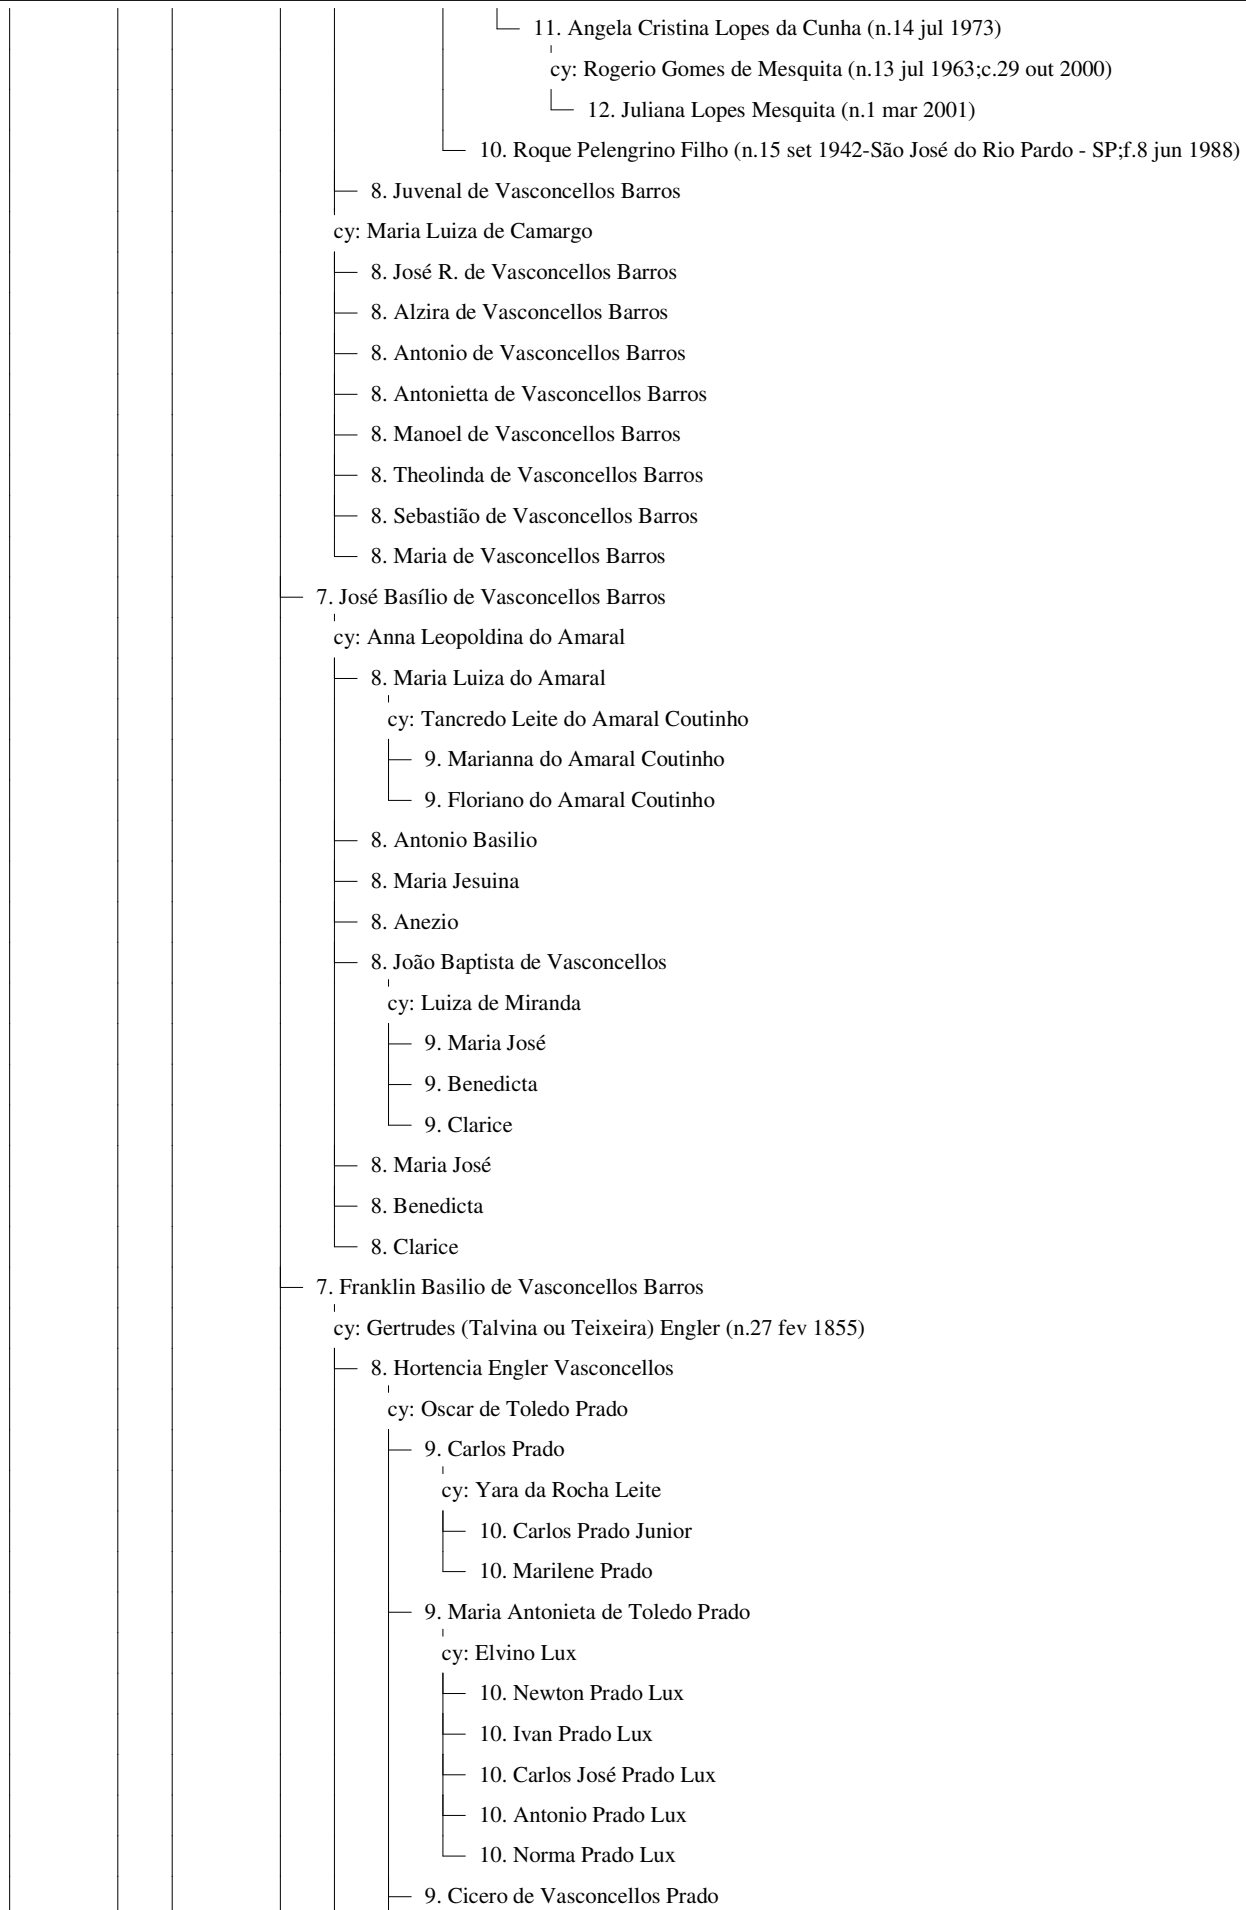 11. Angela Cristina Lopes da Cunha (n.14 jul 1973)
cy: Rogerio Gomes de Mesquita (n.13 jul 1963;c.29 out 2000)
12. Juliana Lopes Mesquita (n.1 mar 2001)
10. Roque Pelengrino Filho (n.15 set 1942-São José do Rio Pardo - SP;f.8 jun 1988)
8. Juvenal de Vasconcellos Barros
cy: Maria Luiza de Camargo
8. José R. de Vasconcellos Barros
8. Alzira de Vasconcellos Barros
8. Antonio de Vasconcellos Barros
8. Antonietta de Vasconcellos Barros
8. Manoel de Vasconcellos Barros
8. Theolinda de Vasconcellos Barros
8. Sebastião de Vasconcellos Barros
8. Maria de Vasconcellos Barros
7. José Basílio de Vasconcellos Barros
cy: Anna Leopoldina do Amaral
8. Maria Luiza do Amaral
cy: Tancredo Leite do Amaral Coutinho
9. Marianna do Amaral Coutinho
9. Floriano do Amaral Coutinho
8. Antonio Basilio
8. Maria Jesuina
8. Anezio
8. João Baptista de Vasconcellos
cy: Luiza de Miranda
9. Maria José
9. Benedicta
9. Clarice
8. Maria José
8. Benedicta
8. Clarice
7. Franklin Basilio de Vasconcellos Barros
cy: Gertrudes (Talvina ou Teixeira) Engler (n.27 fev 1855)
8. Hortencia Engler Vasconcellos
cy: Oscar de Toledo Prado
9. Carlos Prado
cy: Yara da Rocha Leite
10. Carlos Prado Junior
10. Marilene Prado
9. Maria Antonieta de Toledo Prado
cy: Elvino Lux
10. Newton Prado Lux
10. Ivan Prado Lux
10. Carlos José Prado Lux
10. Antonio Prado Lux
10. Norma Prado Lux
9. Cicero de Vasconcellos Prado